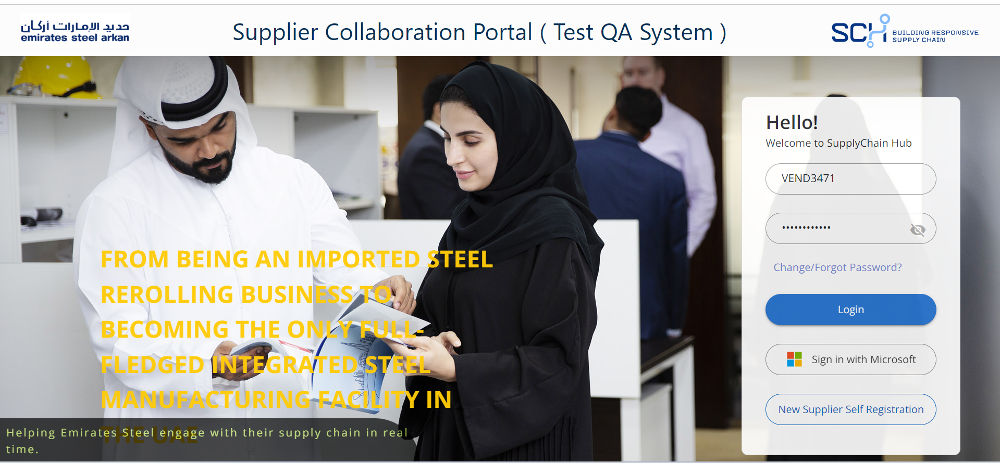 حديد الإمارات أركان
emirates steel arkan
Supplier Collaboration Portal ( Test QA System )
SCH
BUILDING RESPONSIVE
SUPPLY CHAIN
FROM BEING AN IMPORTED STEEL
REROLLING BUSINESS TO
BECOMING THE ONLY FULL-
FLEDGED INTEGRATED STEEL
MANUFACTURING FACILITY IN
THE UAE
Helping Emirates Steel engage with their supply chain in real
time.
Hello!
Welcome to SupplyChain Hub
VEND3471
••••••••••••
Change/Forgot Password?
Login
Sign in with Microsoft
New Supplier Self Registration